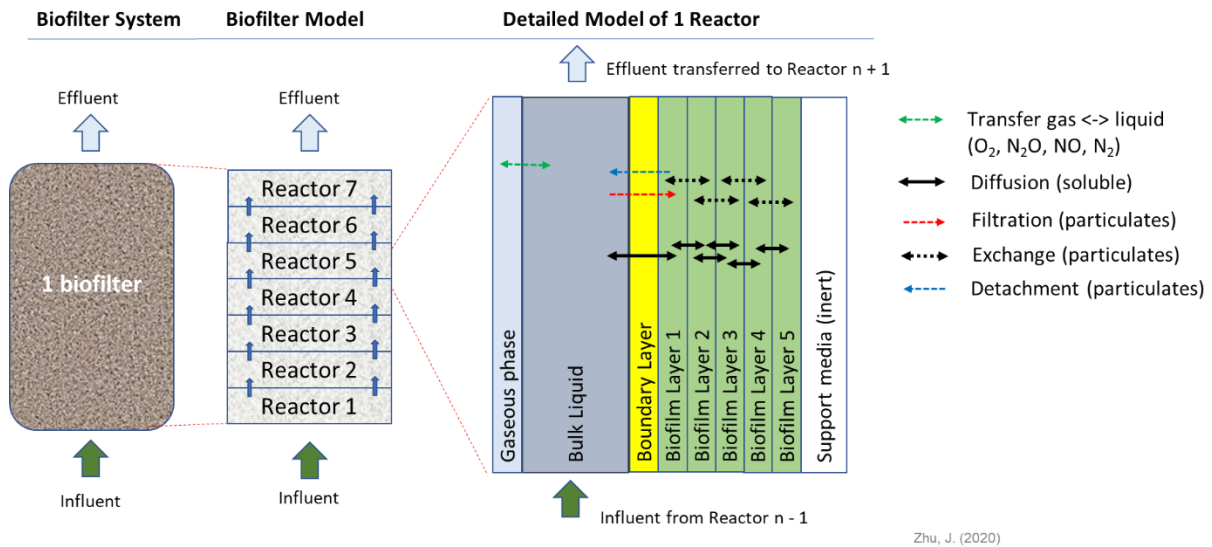 Biofilter System
Biofilter Model
Detailed Model of 1 Reactor
Effluent
Effluent
Effluent transferred to Reactor n + 1
1 biofilter
Reactor 7
Reactor 6
Reactor 5
Reactor 4
Reactor 3
Reactor 2
Reactor 1
Gaseous phase
Bulk Liquid
Boundary Layer
Biofilm Layer 1
Biofilm Layer 2
Biofilm Layer 3
Biofilm Layer 4
Biofilm Layer 5
Support media (inert)
Transfer gas <-> liquid
(O₂, N₂O, NO, N₂)
Diffusion (soluble)
Filtration (particulates)
Exchange (particulates)
Detachment (particulates)
Influent
Influent
Influent from Reactor n - 1
Zhu, J. (2020)